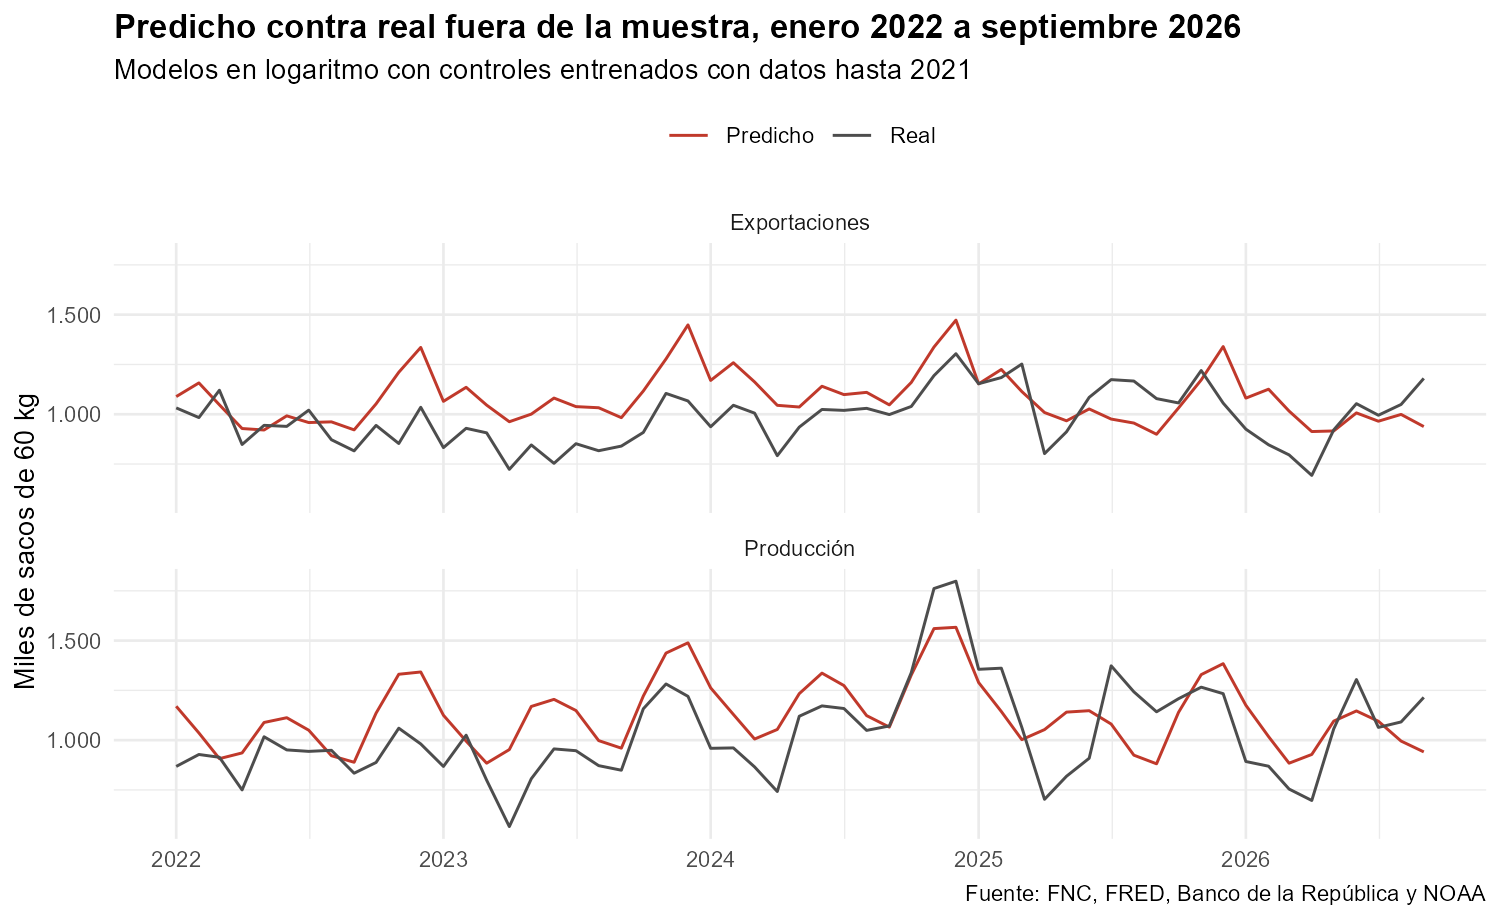 Predicho contra real fuera de la muestra, enero 2022 a septiembre 2026
Modelos en logaritmo con controles entrenados con datos hasta 2021
Predicho
Real
Exportaciones
1.500
1.000
Miles de sacos de 60 kg
Producción
1.500
1.000
2022
2023
2024
2025
2026
Fuente: FNC, FRED, Banco de la República y NOAA